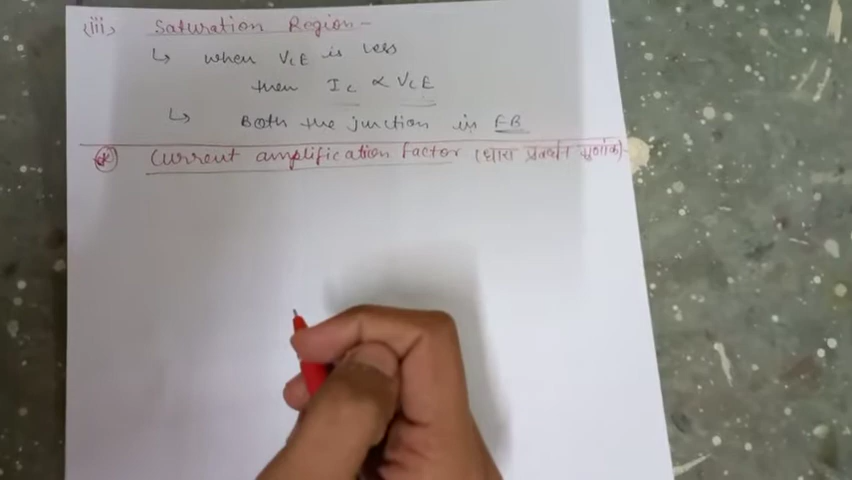 (iii) Saturation Region -
↳ when VCE is less
then IC ∝ VCE
↳ Both the junction in FB
* Current amplification factor (धारा प्रवर्धन गुणांक) -